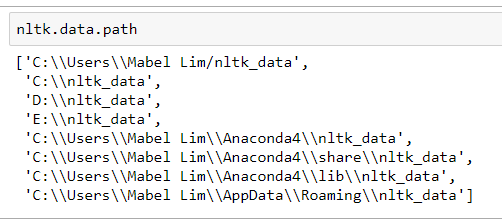 nltk.data.path
['C:\\Users\\Mabel Lim/nltk_data',
'C:\\nltk_data',
'D:\\nltk_data',
'E:\\nltk_data',
'C:\\Users\\Mabel Lim\\Anaconda4\\nltk_data',
'C:\\Users\\Mabel Lim\\Anaconda4\\share\\nltk_data',
'C:\\Users\\Mabel Lim\\Anaconda4\\lib\\nltk_data',
'C:\\Users\\Mabel Lim\\AppData\\Roaming\\nltk_data']